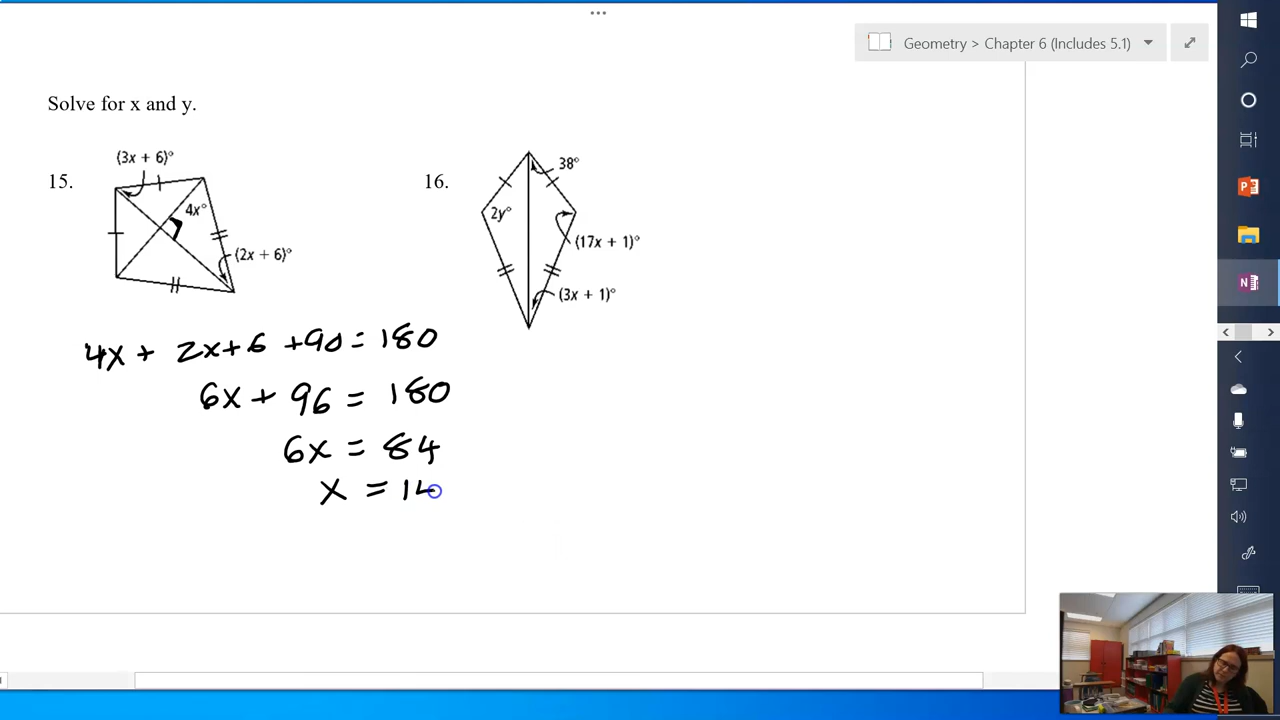 Geometry > Chapter 6 (Includes 5.1)
Solve for x and y.
15.
(3x + 6)°
4x°
(2x + 6)°
16.
38°
2y°
(17x + 1)°
(3x + 1)°
4x + 2x+6 +90 = 180
6x + 96 = 180
6x = 84
x = 14